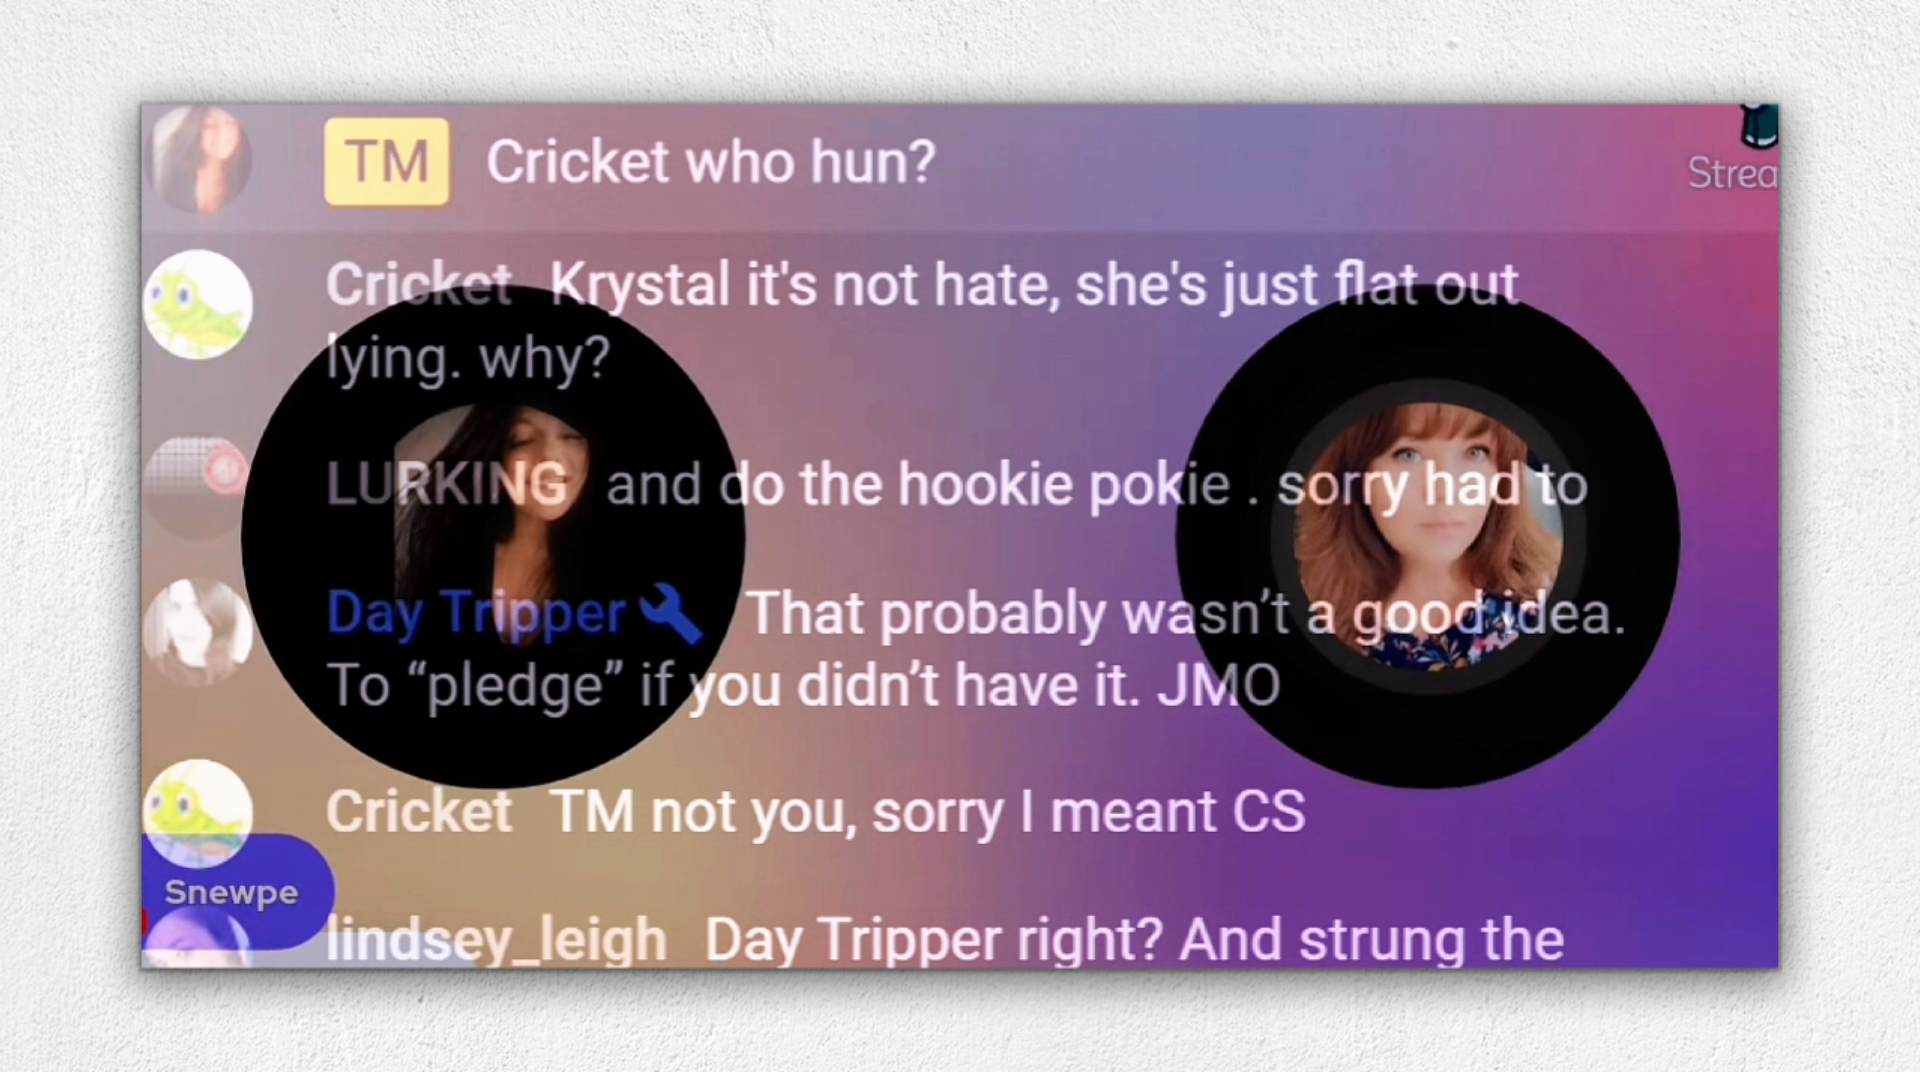 TM Cricket who hun?
Strea
Cricket Krystal it's not hate, she's just flat out
lying. why?
LURKING and do the hookie pokie . sorry had to
Day Tripper That probably wasn’t a good idea.
To “pledge” if you didn’t have it. JMO
Cricket TM not you, sorry I meant CS
Snewpe
lindsey_leigh Day Tripper right? And strung the